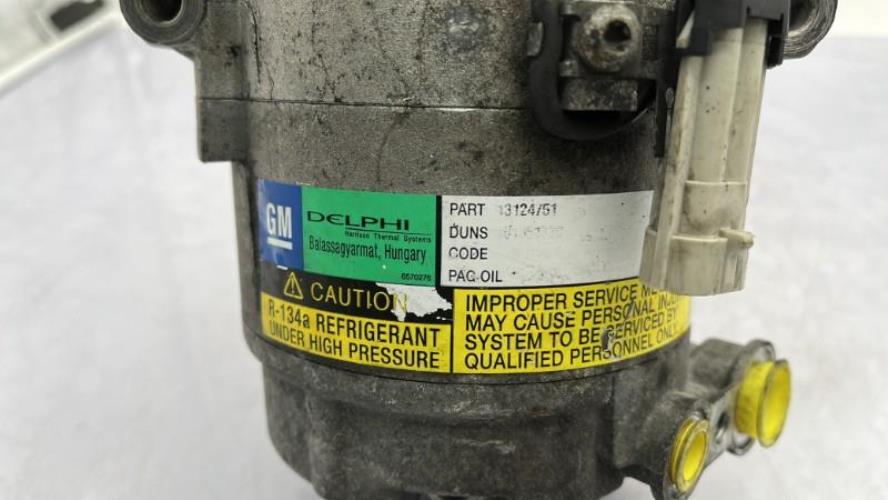 GM
DELPHI
Harrison Thermal Systems
Balassagyarmat, Hungary
6570276
PART 13124751
DUNS
CODE
PAG OIL
CAUTION
R-134a REFRIGERANT
UNDER HIGH PRESSURE
IMPROPER SERVICE
MAY CAUSE PERSONAL
SYSTEM TO BE SERVICED BY
QUALIFIED PERSONNEL ONLY